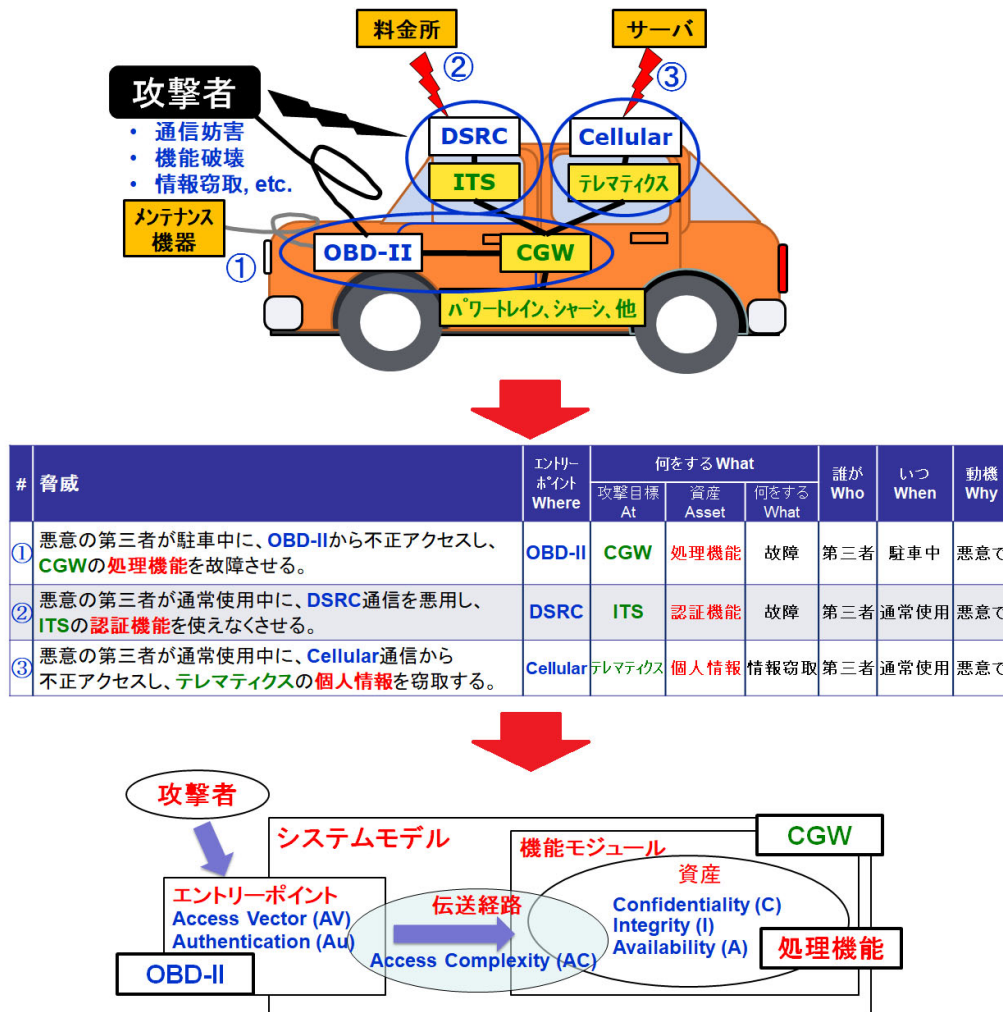 料金所
サーバ
②
③
攻撃者
• 通信妨害
• 機能破壊
• 情報窃取, etc.
DSRC
Cellular
ITS
テレマティクス
メンテナンス
機器
①
OBD-II
CGW
パワートレイン、シャーシ、他
#
脅威
エントリー
ポイント
Where
何をする What
攻撃目標
At
資産
Asset
何をする
What
誰が
Who
いつ
When
動機
Why
①
悪意の第三者が駐車中に、OBD-IIから不正アクセスし、
CGWの処理機能を故障させる。
OBD-II
CGW
処理機能
故障
第三者
駐車中
悪意で
②
悪意の第三者が通常使用中に、DSRC通信を悪用し、
ITSの認証機能を使えなくさせる。
DSRC
ITS
認証機能
故障
第三者
通常使用
悪意で
③
悪意の第三者が通常使用中に、Cellular通信から
不正アクセスし、テレマティクスの個人情報を窃取する。
Cellular
テレマティクス
個人情報
情報窃取
第三者
通常使用
悪意で
攻撃者
システムモデル
CGW
機能モジュール
資産
エントリーポイント
Access Vector (AV)
Authentication (Au)
伝送経路
Access Complexity (AC)
Confidentiality (C)
Integrity (I)
Availability (A)
処理機能
OBD-II